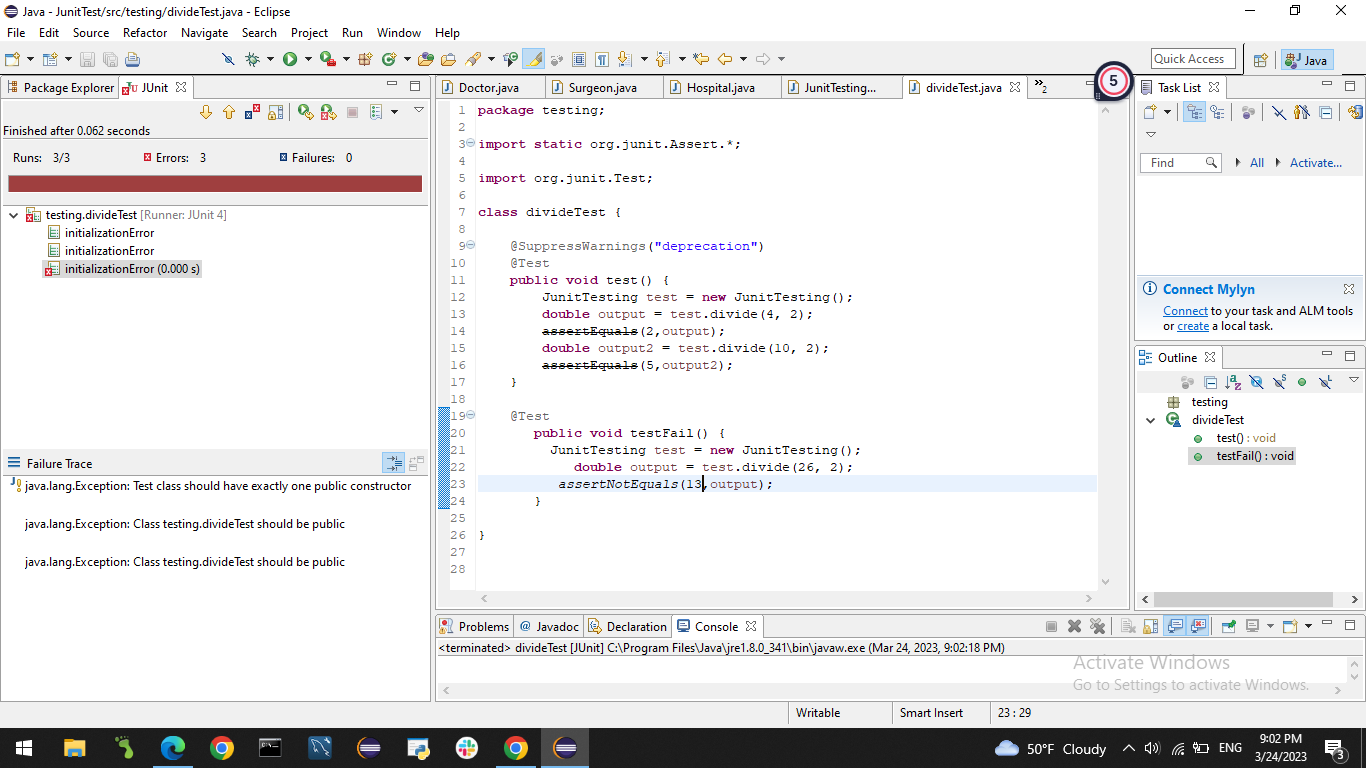 Java - JunitTest/src/testing/divideTest.java - Eclipse
File Edit Source Refactor Navigate Search Project Run Window Help
Quick Access
Java
Package Explorer
JUnit
Finished after 0.062 seconds
Runs: 3/3
Errors: 3
Failures: 0
testing.divideTest [Runner: JUnit 4]
initializationError
initializationError
initializationError (0.000 s)
Failure Trace
java.lang.Exception: Test class should have exactly one public constructor
java.lang.Exception: Class testing.divideTest should be public
java.lang.Exception: Class testing.divideTest should be public
Doctor.java
Surgeon.java
Hospital.java
JunitTesting...
divideTest.java
»2
5
1 package testing;
2
3 import static org.junit.Assert.*;
4
5 import org.junit.Test;
6
7 class divideTest {
8
9 @SuppressWarnings("deprecation")
10 @Test
11 public void test() {
12 JunitTesting test = new JunitTesting();
13 double output = test.divide(4, 2);
14 assertEquals(2,output);
15 double output2 = test.divide(10, 2);
16 assertEquals(5,output2);
17 }
18
19 @Test
20 public void testFail() {
21 JunitTesting test = new JunitTesting();
22 double output = test.divide(26, 2);
23 assertNotEquals(13,output);
24 }
25
26 }
27
28
Task List
Find
All
Activate...
Connect Mylyn
Connect to your task and ALM tools
or create a local task.
Outline
testing
divideTest
test() : void
testFail() : void
Problems
@ Javadoc
Declaration
Console
<terminated> divideTest [JUnit] C:\Program Files\Java\jre1.8.0_341\bin\javaw.exe (Mar 24, 2023, 9:02:18 PM)
Activate Windows
Go to Settings to activate Windows.
Writable
Smart Insert
23 : 29
50°F Cloudy
ENG
9:02 PM
3/24/2023
3